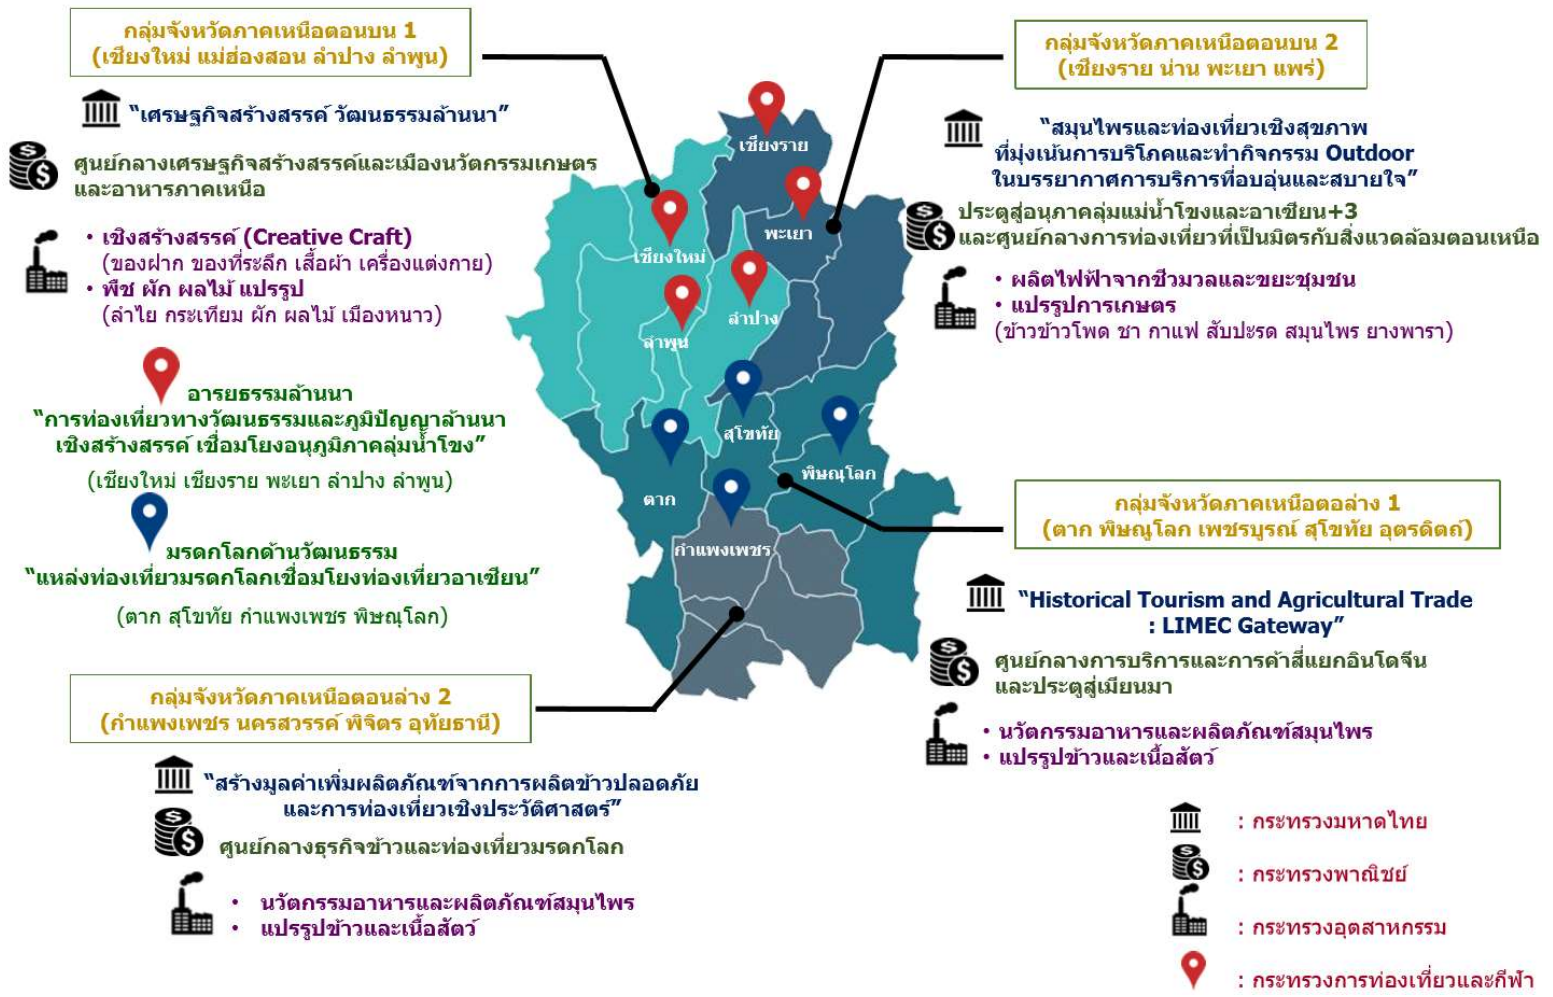 กลุ่มจังหวัดภาคเหนือตอนบน 1
(เชียงใหม่ แม่ฮ่องสอน ลำปาง ลำพูน)
"เศรษฐกิจสร้างสรรค์ วัฒนธรรมล้านนา"
ศูนย์กลางเศรษฐกิจสร้างสรรค์และเมืองนวัตกรรมเกษตร
และอาหารภาคเหนือ
• เชิงสร้างสรรค์ (Creative Craft)
(ของฝาก ของที่ระลึก เสื้อผ้า เครื่องแต่งกาย)
• พืช ผัก ผลไม้ แปรรูป
(ลำไย กระเทียม ผัก ผลไม้ เมืองหนาว)
อารยธรรมล้านนา
"การท่องเที่ยวทางวัฒนธรรมและภูมิปัญญาล้านนา
เชิงสร้างสรรค์ เชื่อมโยงอนุภูมิภาคลุ่มน้ำโขง"
(เชียงใหม่ เชียงราย พะเยา ลำปาง ลำพูน)
มรดกโลกด้านวัฒนธรรม
"แหล่งท่องเที่ยวมรดกโลกเชื่อมโยงท่องเที่ยวอาเซียน"
(ตาก สุโขทัย กำแพงเพชร พิษณุโลก)
กลุ่มจังหวัดภาคเหนือตอนล่าง 2
(กำแพงเพชร นครสวรรค์ พิจิตร อุทัยธานี)
"สร้างมูลค่าเพิ่มผลิตภัณฑ์จากการผลิตข้าวปลอดภัย
และการท่องเที่ยวเชิงประวัติศาสตร์"
ศูนย์กลางธุรกิจข้าวและท่องเที่ยวมรดกโลก
• นวัตกรรมอาหารและผลิตภัณฑ์สมุนไพร
• แปรรูปข้าวและเนื้อสัตว์
เชียงราย
พะเยา
เชียงใหม่
ลำปาง
ลำพูน
สุโขทัย
พิษณุโลก
ตาก
กำแพงเพชร
กลุ่มจังหวัดภาคเหนือตอนบน 2
(เชียงราย น่าน พะเยา แพร่)
"สมุนไพรและท่องเที่ยวเชิงสุขภาพ
ที่มุ่งเน้นการบริโภคและทำกิจกรรม Outdoor
ในบรรยากาศการบริการที่อบอุ่นและสบายใจ"
ประตูสู่อนุภาคลุ่มแม่น้ำโขงและอาเซียน+3
และศูนย์กลางการท่องเที่ยวที่เป็นมิตรกับสิ่งแวดล้อมตอนเหนือ
• ผลิตไฟฟ้าจากชีวมวลและขยะชุมชน
• แปรรูปการเกษตร
(ข้าวข้าวโพด ชา กาแฟ สับปะรด สมุนไพร ยางพารา)
กลุ่มจังหวัดภาคเหนือตอล่าง 1
(ตาก พิษณุโลก เพชรบูรณ์ สุโขทัย อุตรดิตถ์)
"Historical Tourism and Agricultural Trade
: LIMEC Gateway"
ศูนย์กลางการบริการและการค้าสี่แยกอินโดจีน
และประตูสู่เมียนมา
• นวัตกรรมอาหารและผลิตภัณฑ์สมุนไพร
• แปรรูปข้าวและเนื้อสัตว์
: กระทรวงมหาดไทย
: กระทรวงพาณิชย์
: กระทรวงอุตสาหกรรม
: กระทรวงการท่องเที่ยวและกีฬา